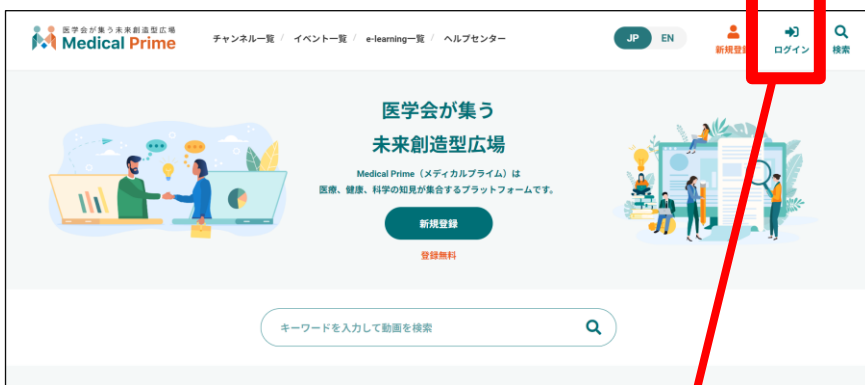 医学会が集う未来創造型広場
Medical Prime
チャンネル一覧 / イベント一覧 / e-learning一覧 / ヘルプセンター
JP EN
新規登録
ログイン
検索
医学会が集う
未来創造型広場
Medical Prime（メディカルプライム）は
医療、健康、科学の知見が集合するプラットフォームです。
新規登録
登録無料
キーワードを入力して動画を検索